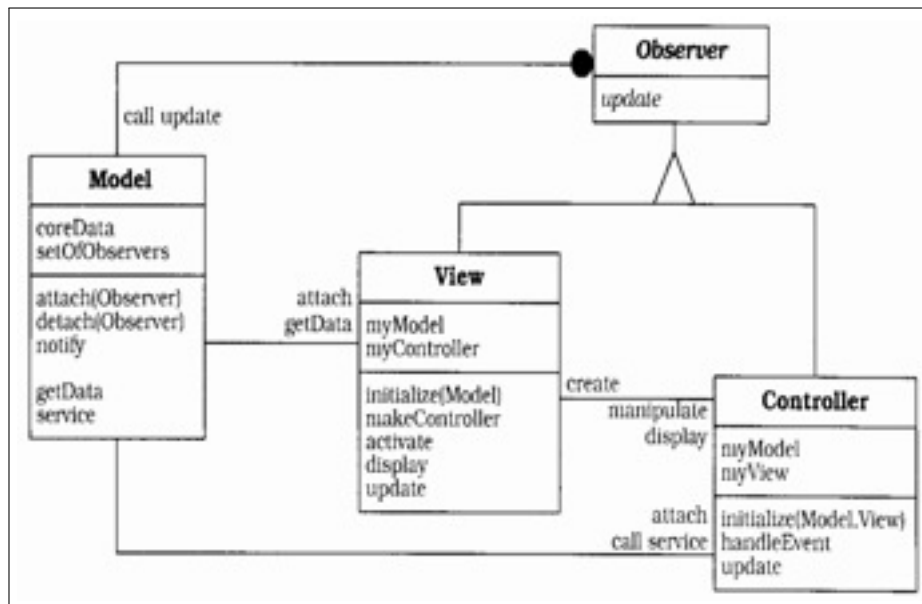 Observer
update
call update
Model
coreData
setOfObservers
attach(Observer)
detach(Observer)
notify
getData
service
attach
getData
View
myModel
myController
initialize(Model)
makeController
activate
display
update
create
manipulate
display
Controller
myModel
myView
attach
call service
initialize(Model,View)
handleEvent
update